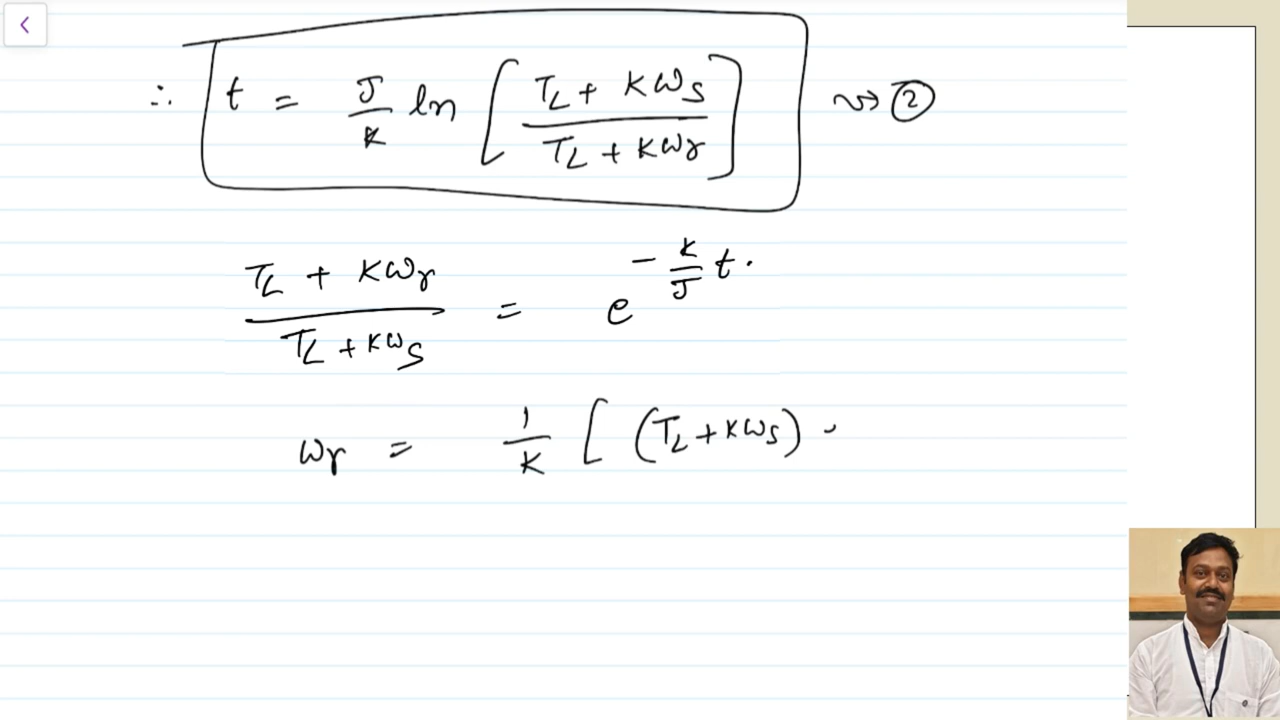 ∴ t = J/K ln [ (T_L + Kω_s) / (T_L + Kω_r) ] ⇝ ②
(T_L + Kω_r) / (T_L + Kω_s) = e^(- K/J t).
ω_r = 1/K [ (T_L + Kω_s) -